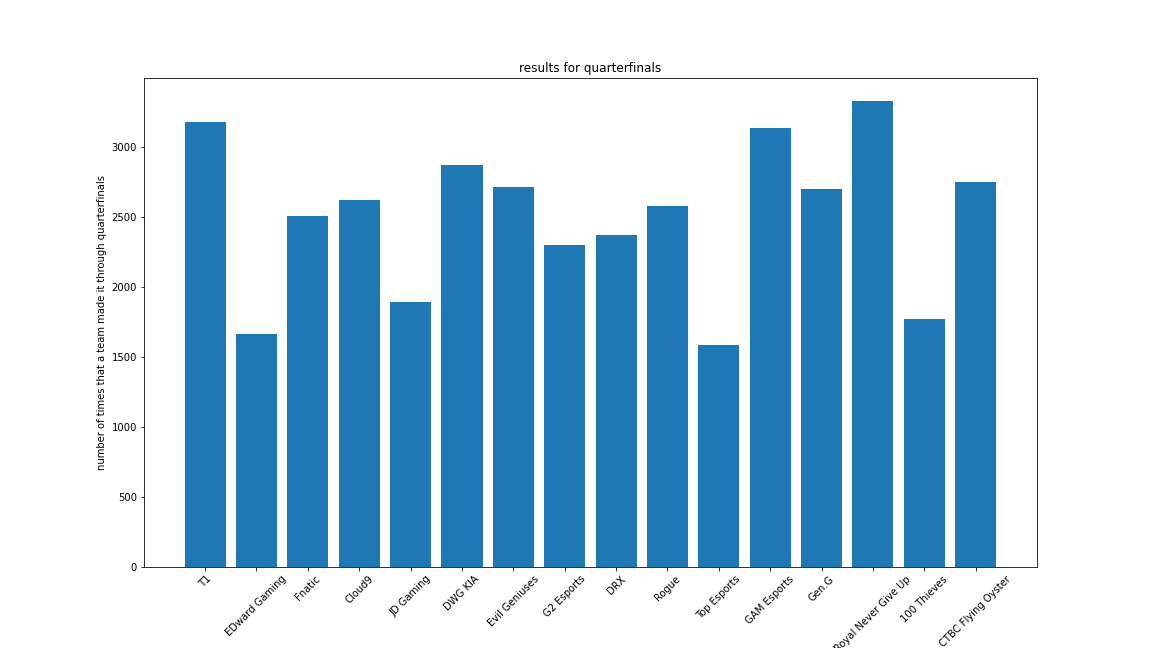 results for quarterfinals
number of times that a team made it through quarterfinals
3000
2500
2000
1500
1000
500
0
T1
EDward Gaming
Fnatic
Cloud9
JD Gaming
DWG KIA
Evil Geniuses
G2 Esports
DRX
Rogue
Top Esports
GAM Esports
Gen.G
Royal Never Give Up
100 Thieves
CTBC Flying Oyster